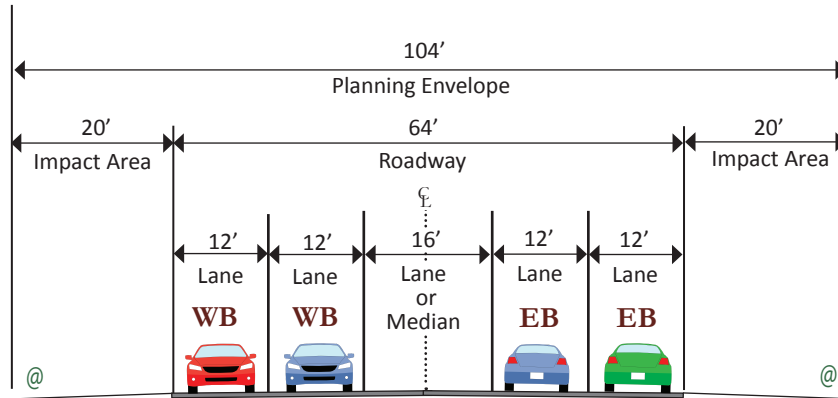 104’
Planning Envelope
20’
64’
20’
Impact Area
Roadway
Impact Area
℄
12’
12’
16’
12’
12’
Lane
Lane
Lane
or
Median
Lane
Lane
WB
WB
EB
EB
@
@